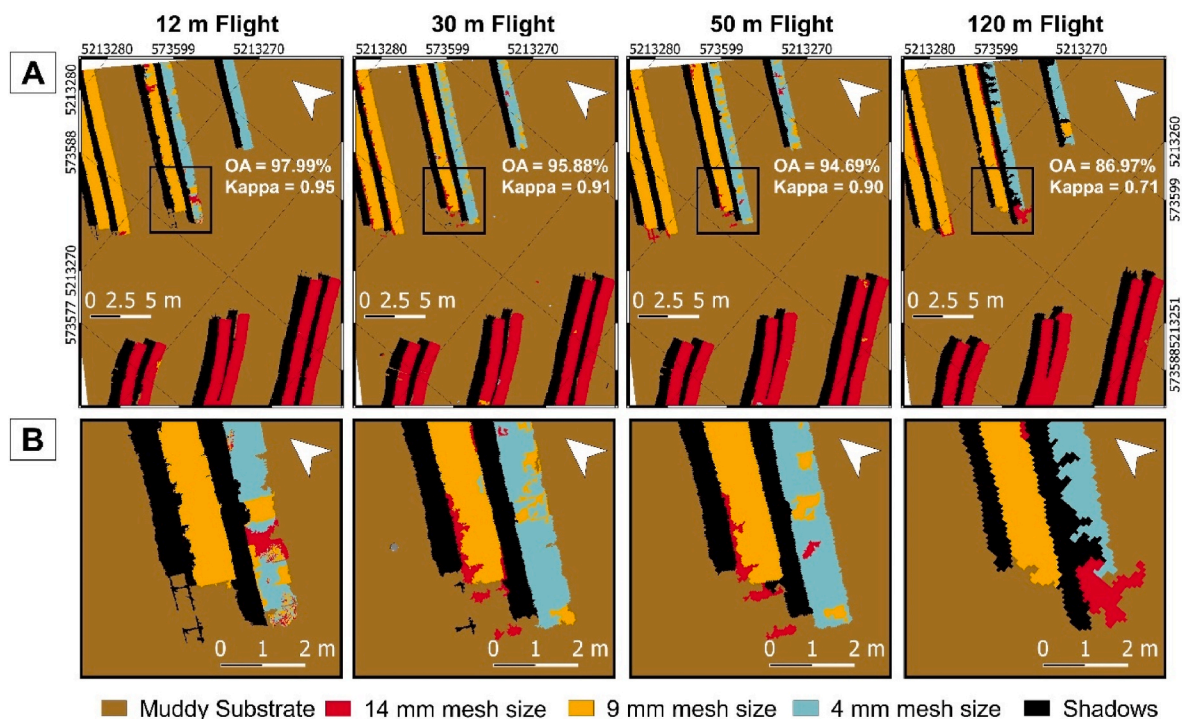 12 m Flight 30 m Flight 50 m Flight 120 m Flight
5213280 573599 5213270 5213280 573599 5213270 5213280 573599 5213270 5213280 573599 5213270
A
5213280
573588
5213270
573577
OA = 97.99%
Kappa = 0.95
0 2.5 5 m
OA = 95.88%
Kappa = 0.91
0 2.5 5 m
OA = 94.69%
Kappa = 0.90
0 2.5 5 m
OA = 86.97%
Kappa = 0.71
0 2.5 5 m
5213260
573599
5213251
573588
B
0 1 2 m
0 1 2 m
0 1 2 m
0 1 2 m
Muddy Substrate 14 mm mesh size 9 mm mesh size 4 mm mesh size Shadows